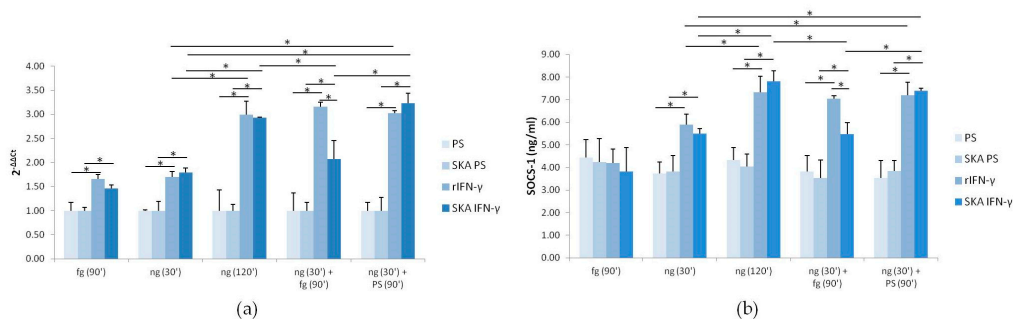 4.00
3.50
3.00
2.50
2.00
1.50
1.00
0.50
0.00
2^-ΔΔCt
* * * * * * * * * * * * * * * *
fg (90')
ng (30')
ng (120')
ng (30') +
fg (90')
ng (30') +
PS (90')
PS
SKA PS
rIFN-γ
SKA IFN-γ
(a)
9.00
8.00
7.00
6.00
5.00
4.00
3.00
2.00
1.00
0.00
SOCS-1 (ng/ml)
* * * * * * * * * * * * * * * *
fg (90')
ng (30')
ng (120')
ng (30') +
fg (90')
ng (30') +
PS (90')
PS
SKA PS
rIFN-γ
SKA IFN-γ
(b)